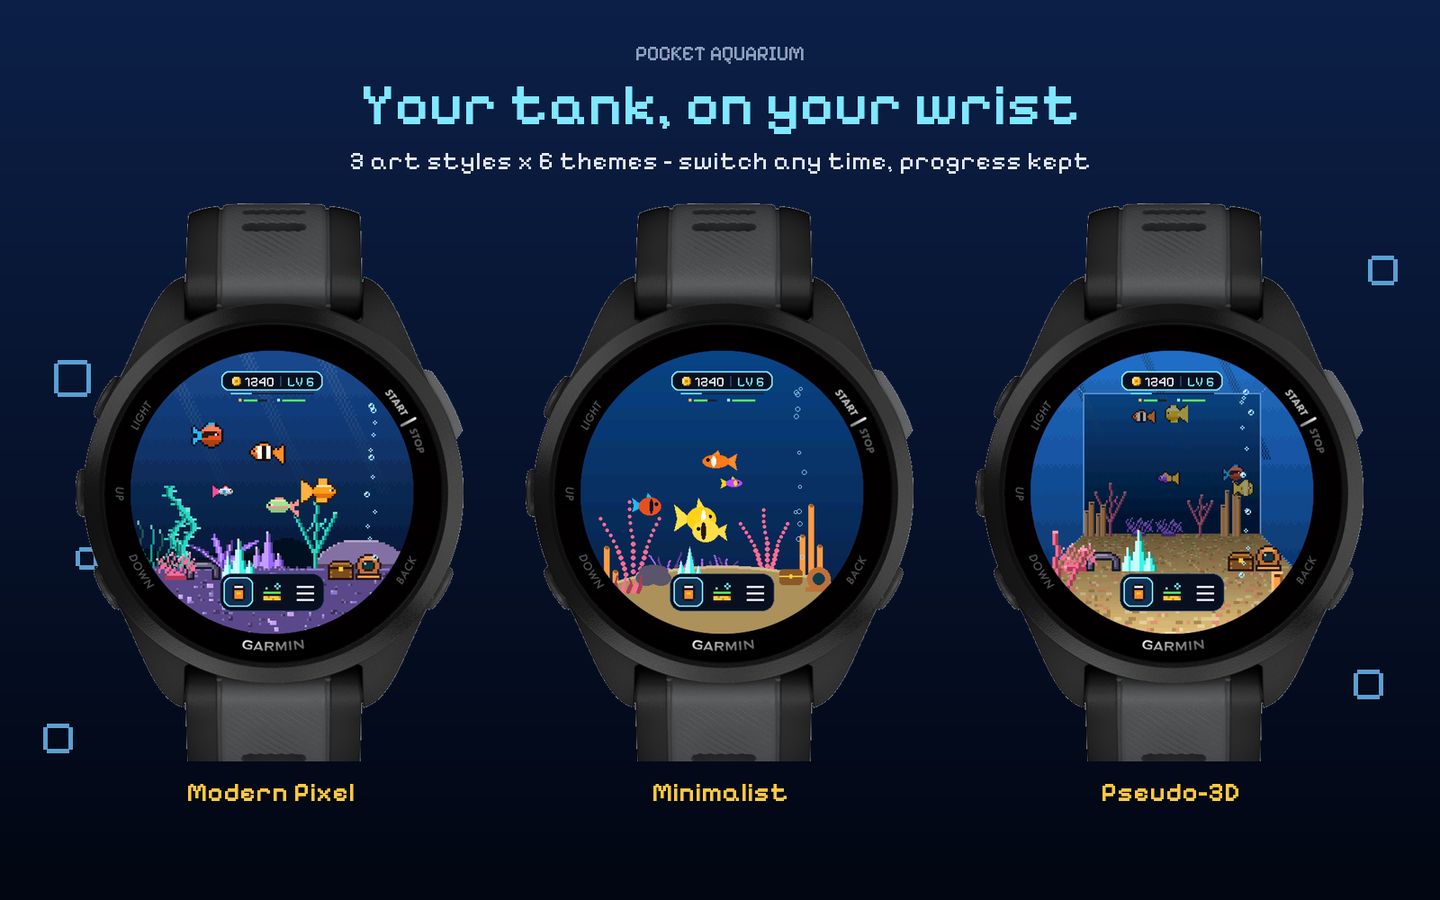 POCKET AQUARIUM
Your tank, on your wrist
3 art styles x 6 themes - switch any time, progress kept
1240 LV 6
LIGHT
START
STOP
UP
DOWN
BACK
GARMIN
1240 LV 6
LIGHT
START
STOP
UP
DOWN
BACK
GARMIN
1240 LV 6
LIGHT
START
STOP
UP
DOWN
BACK
GARMIN
Modern Pixel
Minimalist
Pseudo-3D